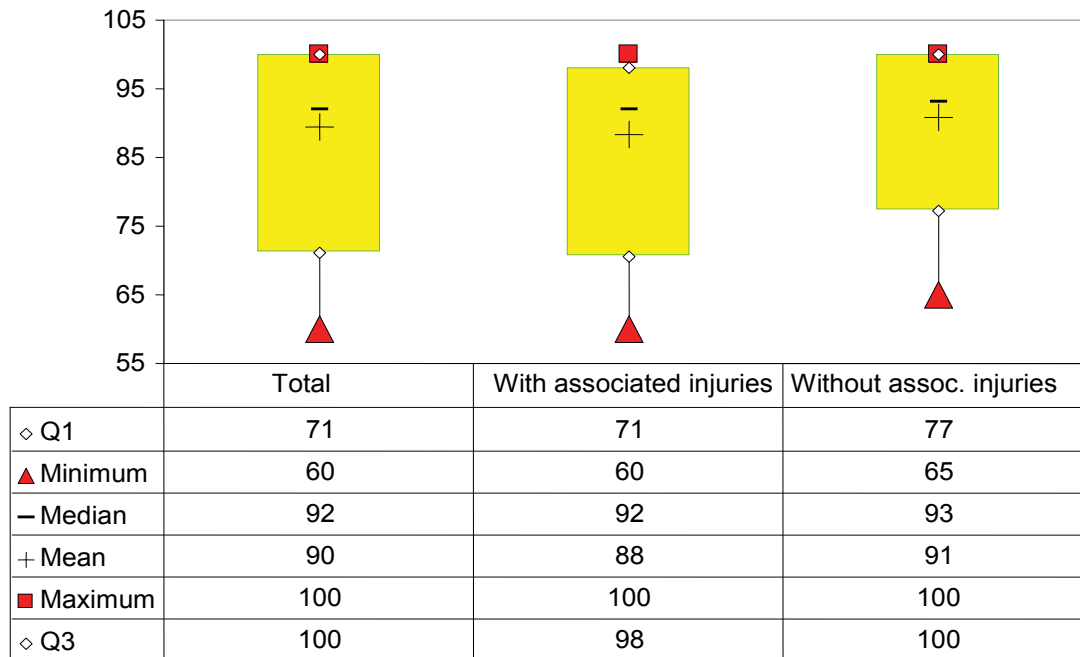 105
95
85
75
65
55
Total With associated injuries Without assoc. injuries
Q1 71 71 77
Minimum 60 60 65
Median 92 92 93
Mean 90 88 91
Maximum 100 100 100
Q3 100 98 100